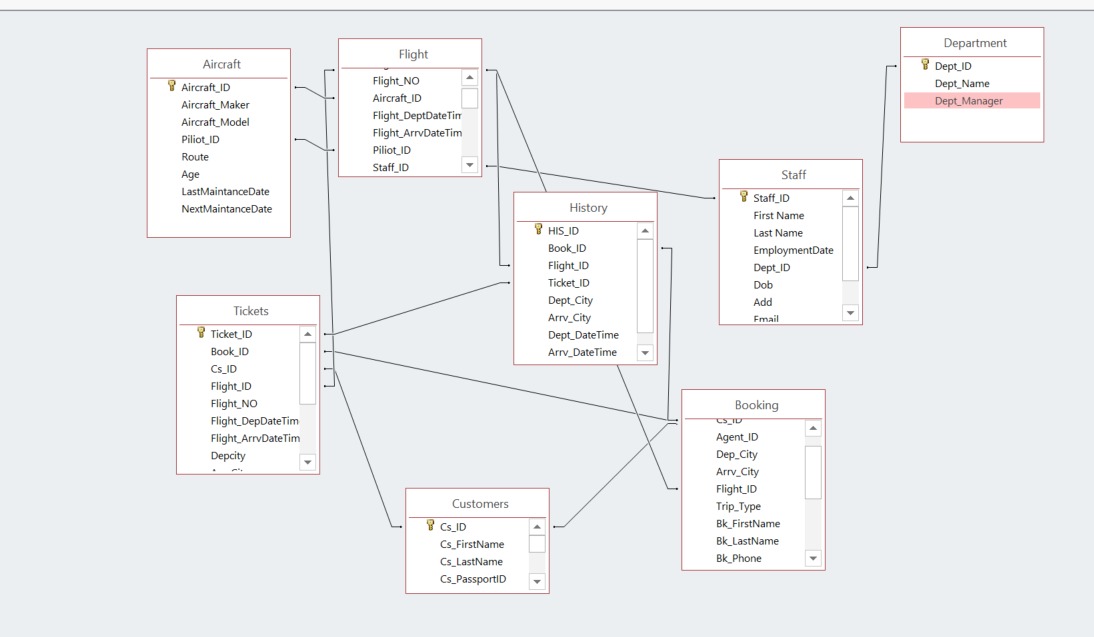 Aircraft
Aircraft_ID
Aircraft_Maker
Aircraft_Model
Piliot_ID
Route
Age
LastMaintanceDate
NextMaintanceDate
Flight
Flight_NO
Aircraft_ID
Flight_DeptDateTim
Flight_ArrvDateTim
Piliot_ID
Staff_ID
Department
Dept_ID
Dept_Name
Dept_Manager
Staff
Staff_ID
First Name
Last Name
EmploymentDate
Dept_ID
Dob
Add
Email
History
HIS_ID
Book_ID
Flight_ID
Ticket_ID
Dept_City
Arrv_City
Dept_DateTime
Arrv_DateTime
Tickets
Ticket_ID
Book_ID
Cs_ID
Flight_ID
Flight_NO
Flight_DepDateTim
Flight_ArrvDateTim
Depcity
Booking
Cs_ID
Agent_ID
Dep_City
Arrv_City
Flight_ID
Trip_Type
Bk_FirstName
Bk_LastName
Bk_Phone
Customers
Cs_ID
Cs_FirstName
Cs_LastName
Cs_PassportID